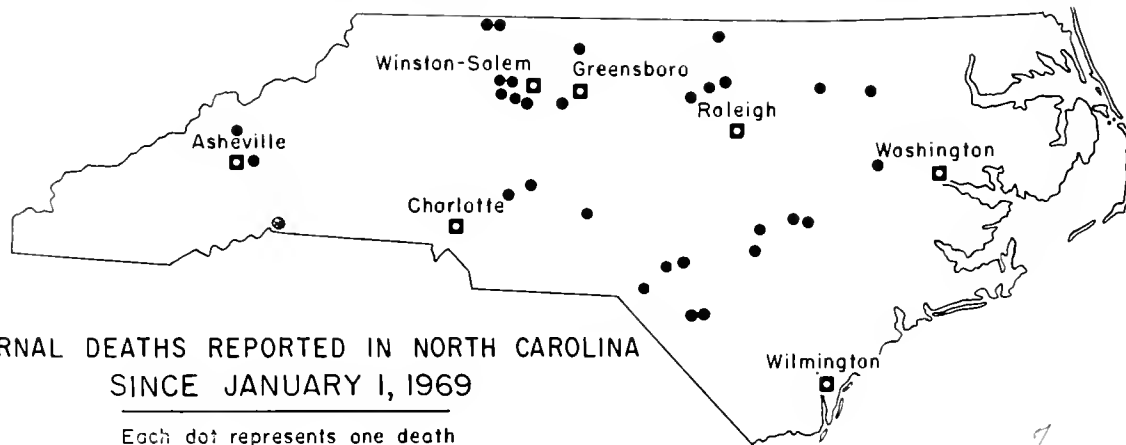 Winston-Salem
Greensboro
Raleigh
Asheville
Washington
Charlotte
RNAL DEATHS REPORTED IN NORTH CAROLINA
SINCE JANUARY 1, 1969
Wilmington
Each dot represents one death